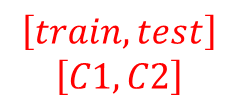 [train, test]
[C1, C2]